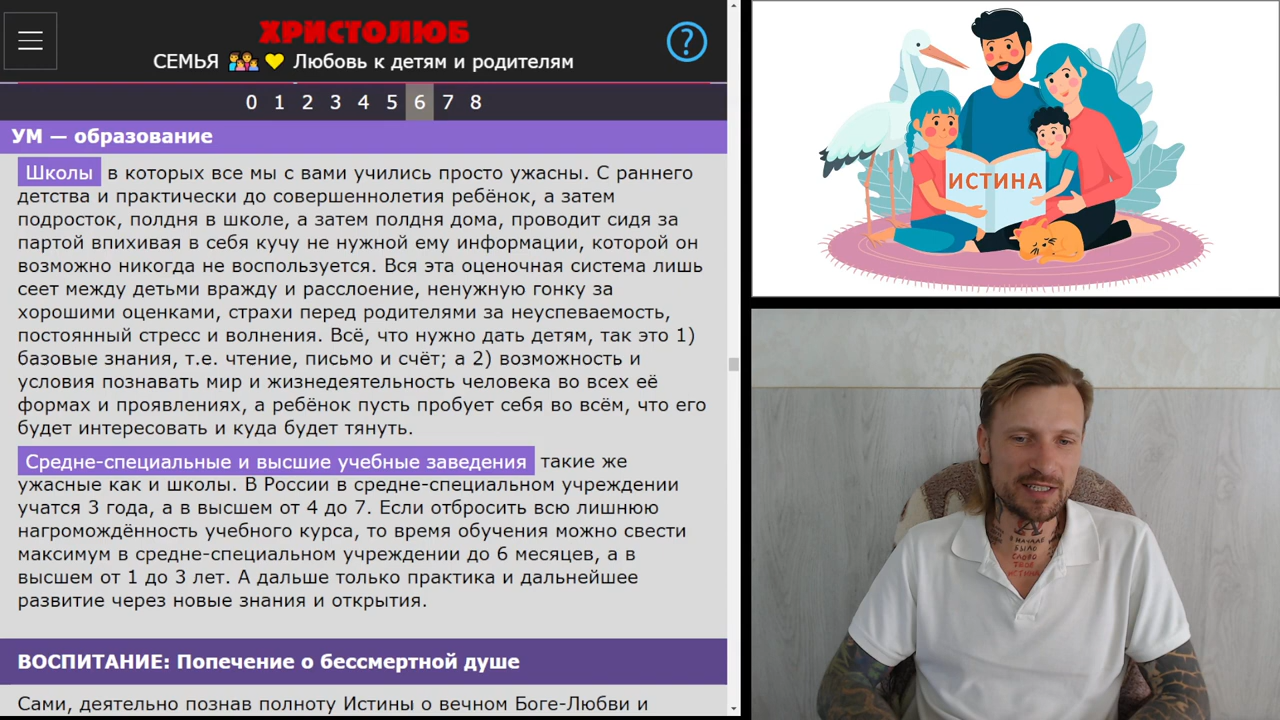 ХРИСТОЛЮБ
СЕМЬЯ Любовь к детям и родителям
0 1 2 3 4 5 6 7 8
УМ — образование
Школы в которых все мы с вами учились просто ужасны. С раннего
детства и практически до совершеннолетия ребёнок, а затем
подросток, полдня в школе, а затем полдня дома, проводит сидя за
партой впихивая в себя кучу не нужной ему информации, которой он
возможно никогда не воспользуется. Вся эта оценочная система лишь
сеет между детьми вражду и расслоение, ненужную гонку за
хорошими оценками, страхи перед родителями за неуспеваемость,
постоянный стресс и волнения. Всё, что нужно дать детям, так это 1)
базовые знания, т.е. чтение, письмо и счёт; а 2) возможность и
условия познавать мир и жизнедеятельность человека во всех её
формах и проявлениях, а ребёнок пусть пробует себя во всём, что его
будет интересовать и куда будет тянуть.
Средне-специальные и высшие учебные заведения такие же
ужасные как и школы. В России в средне-специальном учреждении
учатся 3 года, а в высшем от 4 до 7. Если отбросить всю лишнюю
нагромождённость учебного курса, то время обучения можно свести
максимум в средне-специальном учреждении до 6 месяцев, а в
высшем от 1 до 3 лет. А дальше только практика и дальнейшее
развитие через новые знания и открытия.
ВОСПИТАНИЕ: Попечение о бессмертной душе
Сами, деятельно познав полноту Истины о вечном Боге-Любви и
ИСТИНА
В НАЧАЛЕ
БЫЛО
СЛОВО
ТВОЕ
ИСТИНА